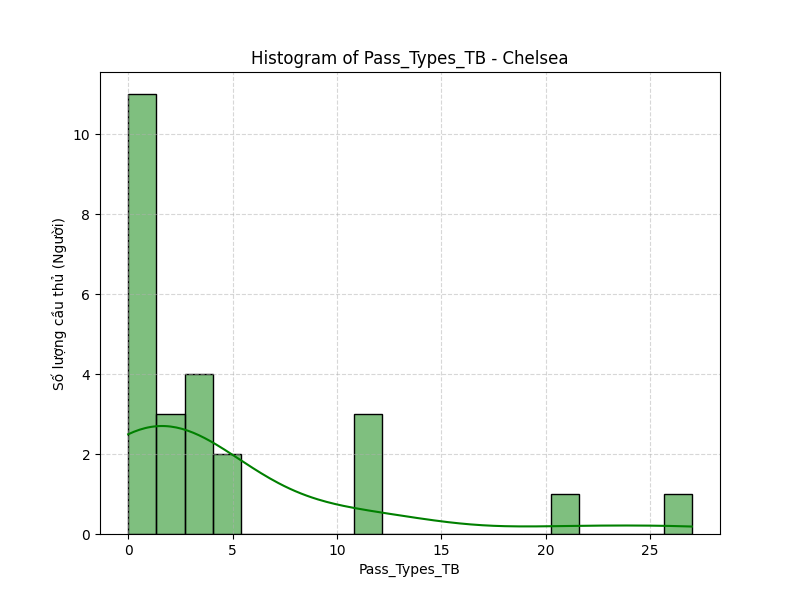 Histogram of Pass_Types_TB - Chelsea
Số lượng cầu thủ (Người)
10
8
6
4
2
0
0 5 10 15 20 25
Pass_Types_TB